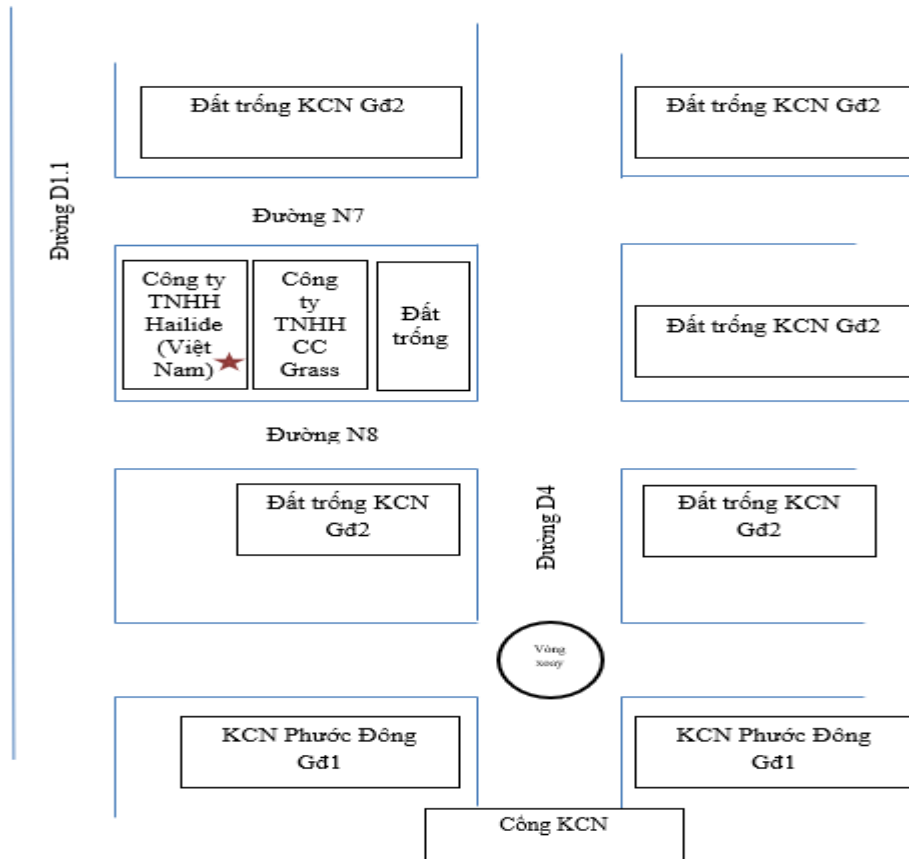 Đất trống KCN Gđ2
Đất trống KCN Gđ2
Đường D1.1
Đường N7
Công ty
TNHH
Hailide
(Việt
Nam)
Công
ty
TNHH
CC
Grass
Đất
trống
Đất trống KCN Gđ2
Đường N8
Đất trống KCN
Gđ2
Đường D4
Đất trống KCN
Gđ2
Vòng
xoay
KCN Phước Đông
Gđ1
KCN Phước Đông
Gđ1
Cổng KCN